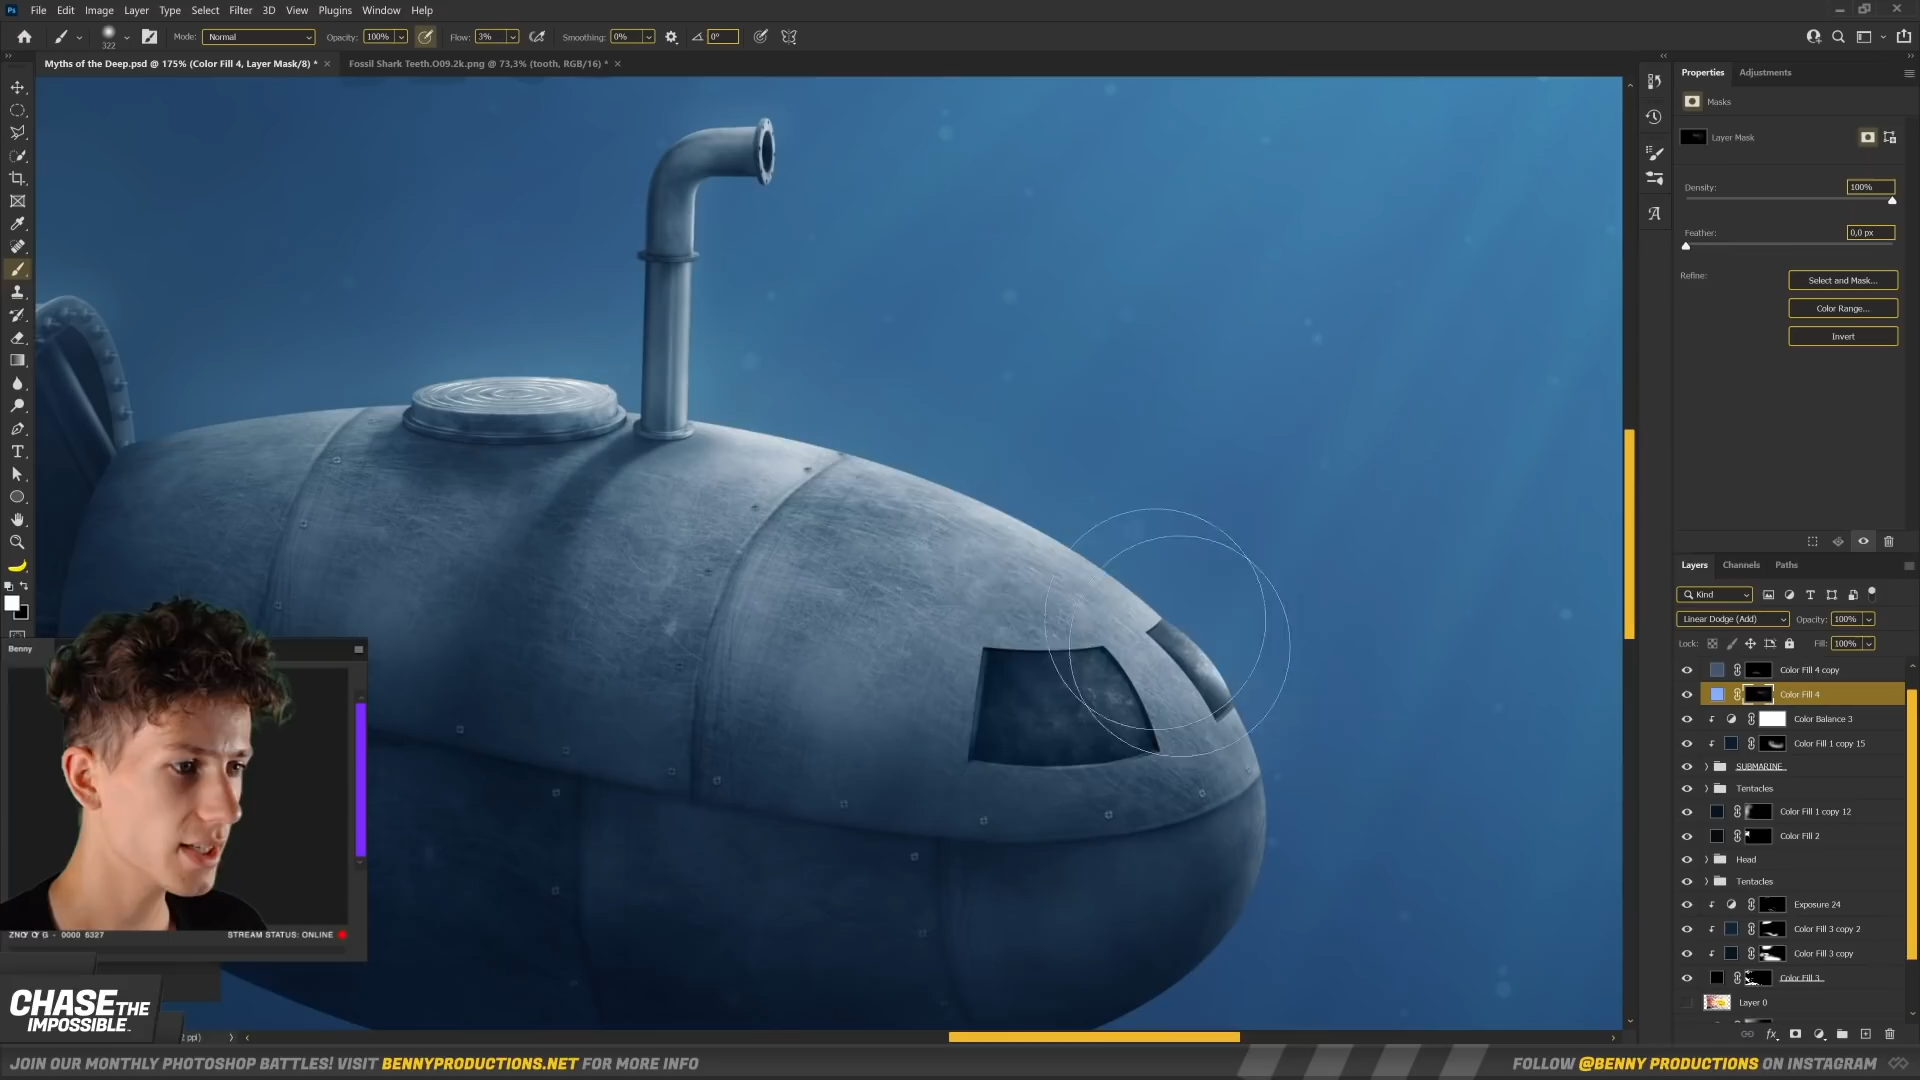 Ps File Edit Image Layer Type Select Filter 3D View Plugins Window Help
322 Mode: Normal Opacity: 100% Flow: 3% Smoothing: 0% 0°
Myths of the Deep.psd @ 175% (Color Fill 4, Layer Mask/8) * × Fossil Shark Teeth.O09.2k.png @ 73,3% (tooth, RGB/16) * ×
Properties Adjustments
Masks
Layer Mask
Density: 100%
Feather: 0,0 px
Refine: Select and Mask...
Color Range...
Invert
Layers Channels Paths
Kind
Linear Dodge (Add) Opacity: 100%
Lock: Fill: 100%
Color Fill 4 copy
Color Fill 4
Color Balance 3
Color Fill 1 copy 15
SUBMARINE
Tentacles
Color Fill 1 copy 12
Color Fill 2
Head
Tentacles
Exposure 24
Color Fill 3 copy 2
Color Fill 3 copy
Color Fill 3
Layer 0
Benny
STREAM STATUS: ONLINE
CHASE THE
IMPOSSIBLE.
ppi)
JOIN OUR MONTHLY PHOTOSHOP BATTLES! VISIT BENNYPRODUCTIONS.NET FOR MORE INFO
FOLLOW @BENNY PRODUCTIONS ON INSTAGRAM